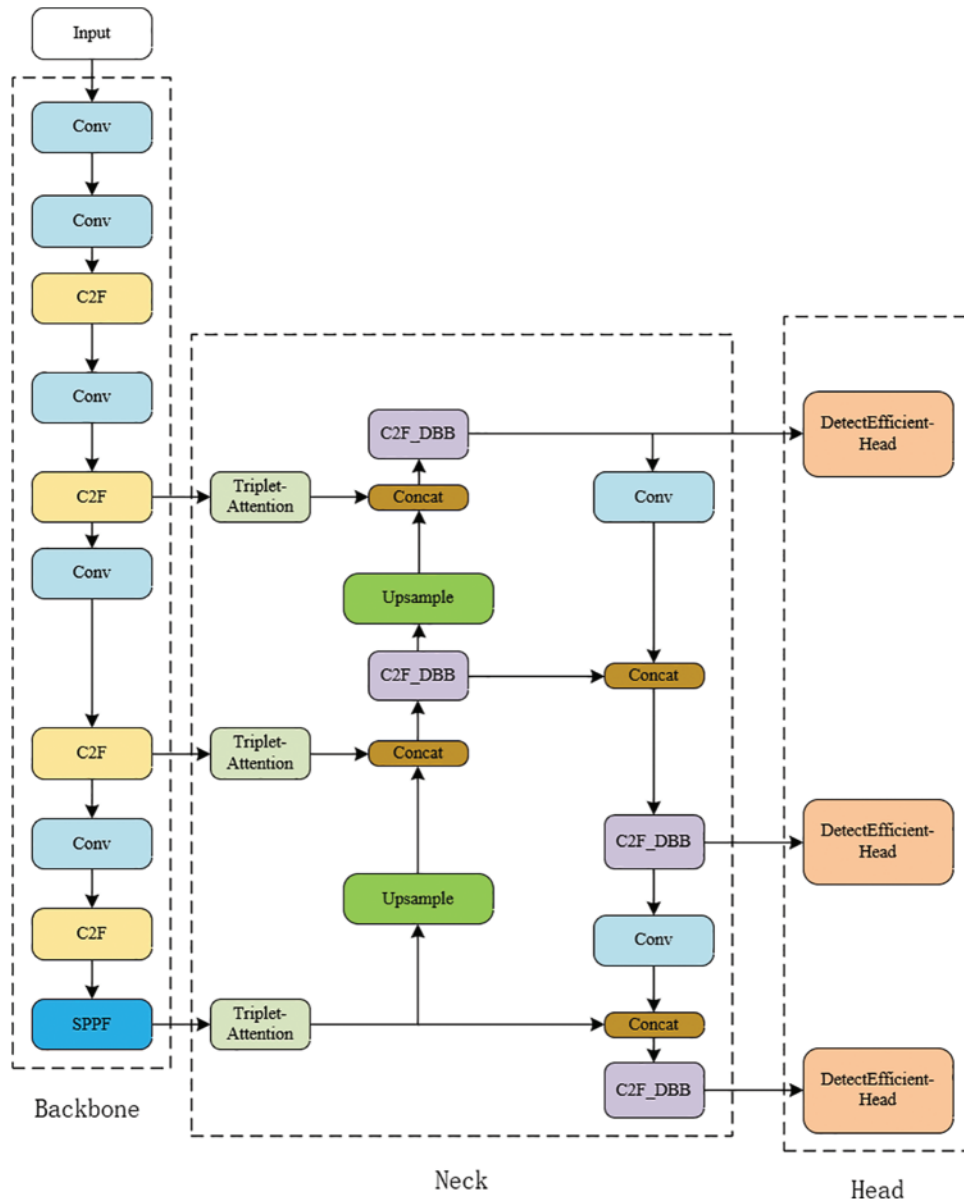 Input
Conv
Conv
C2F
Conv
C2F
Conv
C2F
Conv
C2F
SPPF
Backbone
Triplet-
Attention
Triplet-
Attention
Triplet-
Attention
C2F_DBB
Concat
Upsample
C2F_DBB
Concat
Upsample
Conv
Concat
C2F_DBB
Conv
Concat
C2F_DBB
Neck
DetectEfficient-
Head
DetectEfficient-
Head
DetectEfficient-
Head
Head